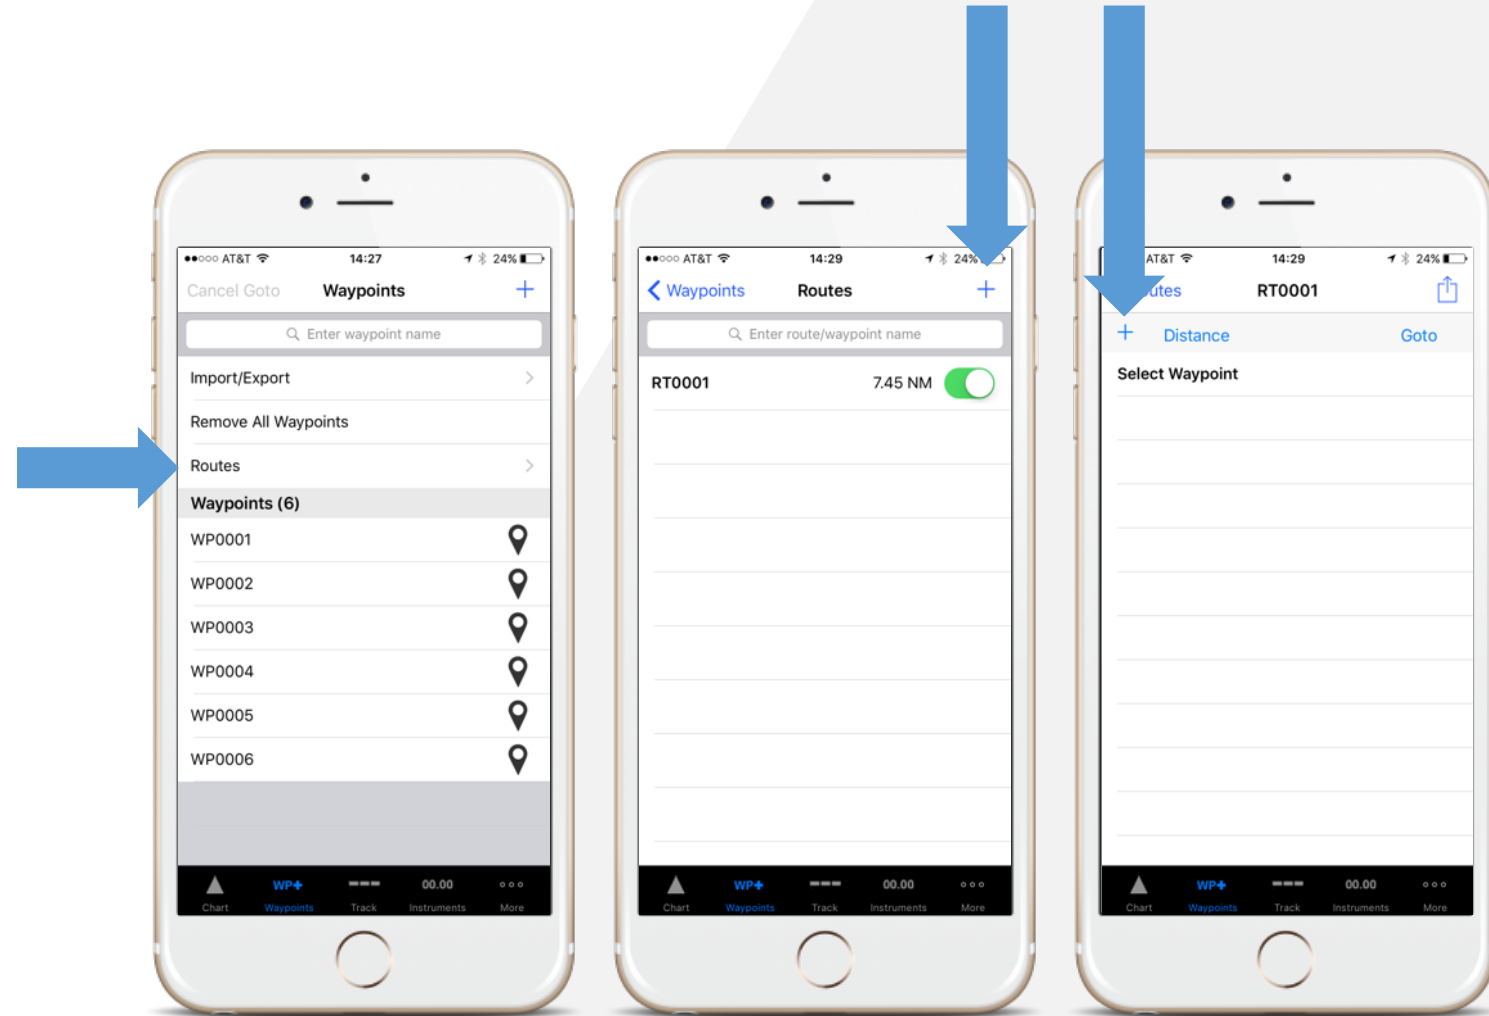 AT&T 14:27 24%
Cancel Goto Waypoints +
Enter waypoint name
Import/Export
Remove All Waypoints
Routes
Waypoints (6)
WP0001
WP0002
WP0003
WP0004
WP0005
WP0006
WP+ 00.00
Chart Waypoints Track Instruments More
AT&T 14:29 24%
Waypoints Routes +
Enter route/waypoint name
RT0001 7.45 NM
WP+ 00.00
Chart Waypoints Track Instruments More
AT&T 14:29 24%
utes RT0001
+ Distance Goto
Select Waypoint
WP+ 00.00
Chart Waypoints Track Instruments More